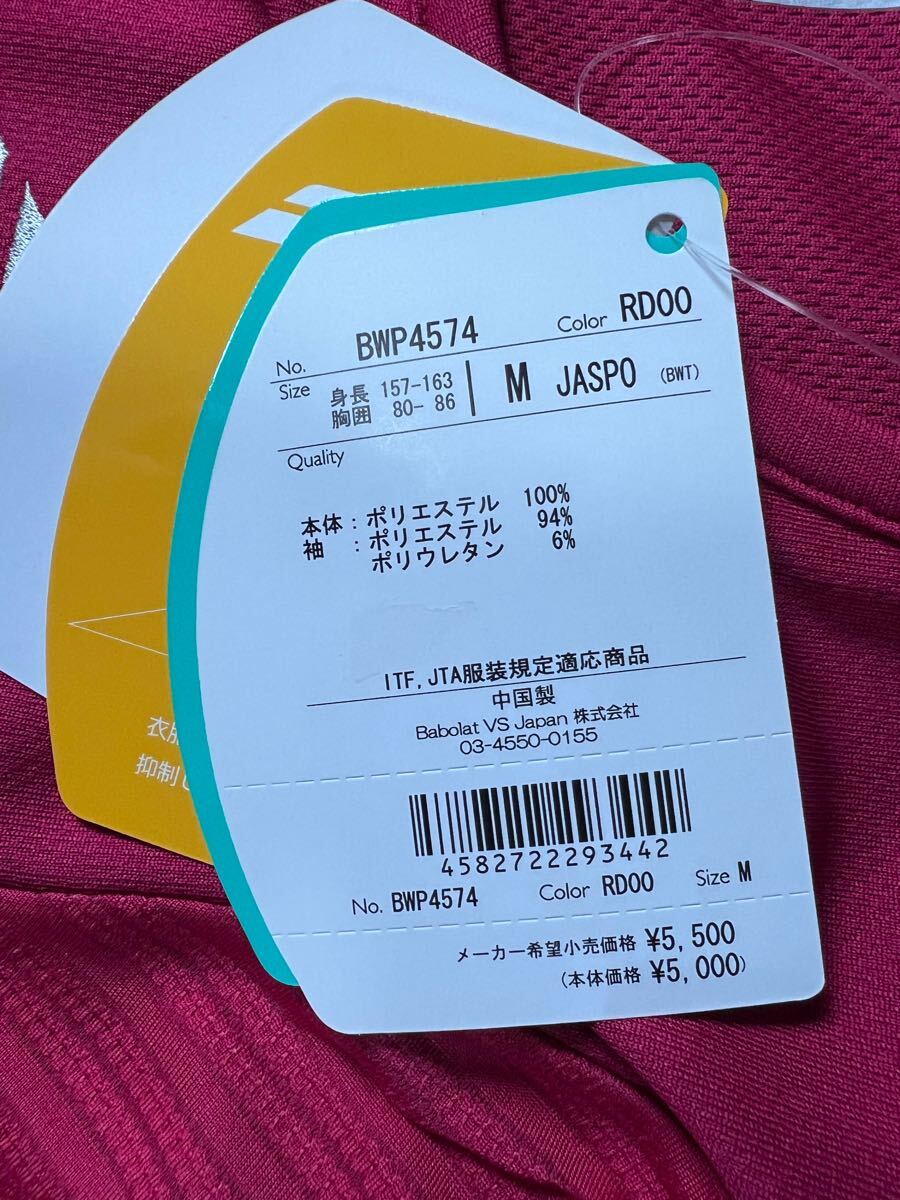 No. BWP4574 Color RD00
Size 身長 157-163 M JASPO (BWT)
胸囲 80- 86
Quality
本体：ポリエステル 100%
袖 ：ポリエステル 94%
ポリウレタン 6%
ITF, JTA服装規定適応商品
中国製
Babolat VS Japan 株式会社
03-4550-0155
4582722293442
No. BWP4574 Color RD00 Size M
メーカー希望小売価格 ¥5,500
(本体価格 ¥5,000)
抑制